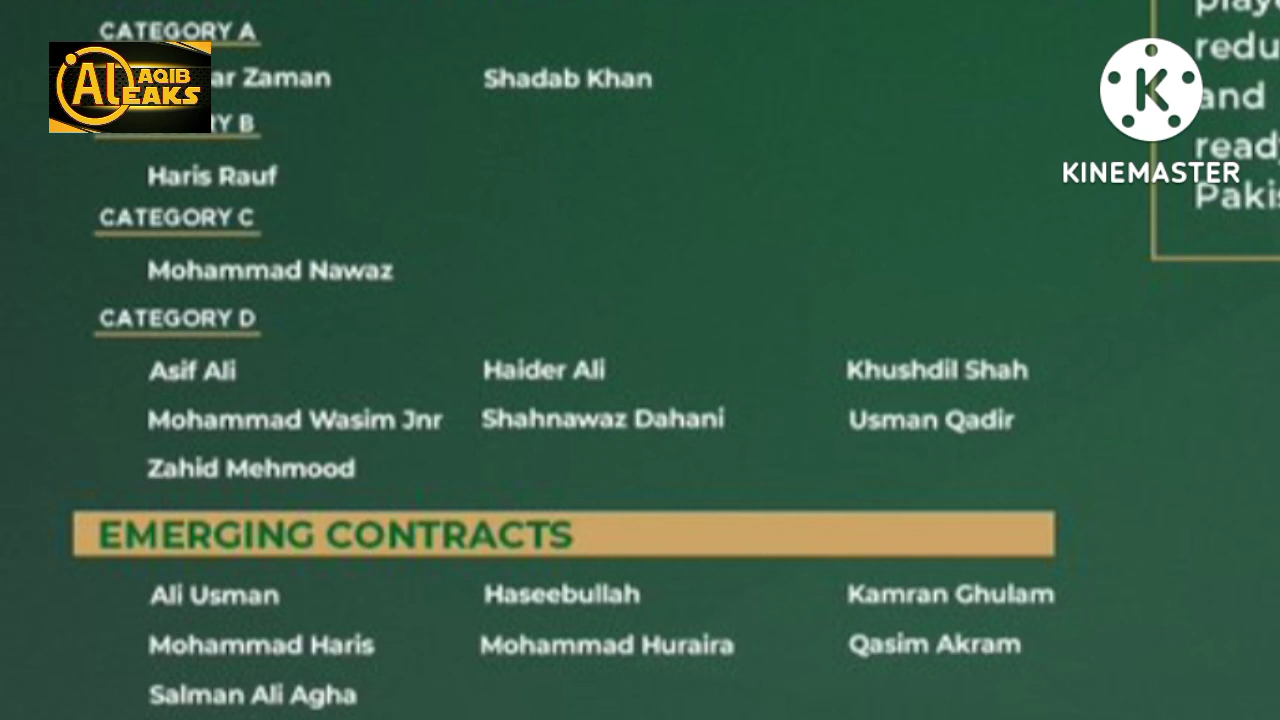 CATEGORY A
AL AQIB
LEAKS
ar Zaman Shadab Khan
RY B
Haris Rauf
CATEGORY C
Mohammad Nawaz
CATEGORY D
Asif Ali Haider Ali Khushdil Shah
Mohammad Wasim Jnr Shahnawaz Dahani Usman Qadir
Zahid Mehmood
EMERGING CONTRACTS
Ali Usman Haseebullah Kamran Ghulam
Mohammad Haris Mohammad Huraira Qasim Akram
Salman Ali Agha
redu
and
K
KINEMASTER